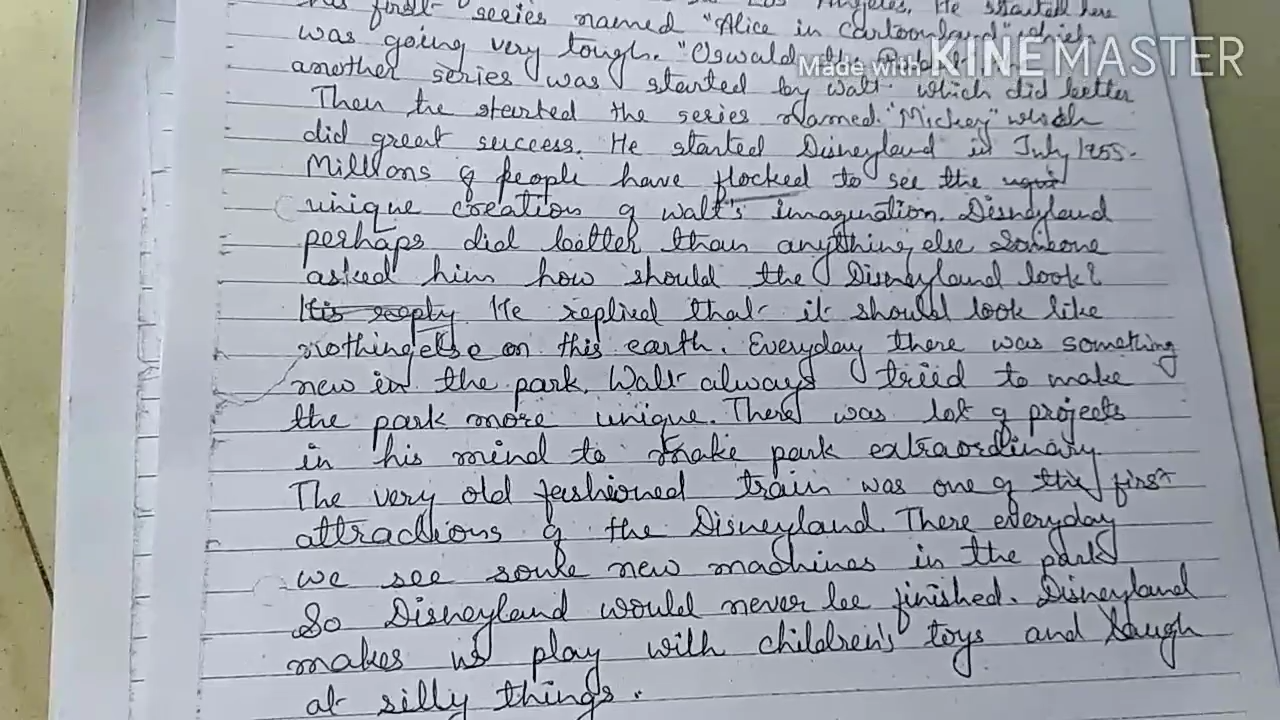 Los Angeles. He started here
his first series named "Alice in Cartoonland" which
was going very tough. "Oswald the
Made with KINEMASTER
another series was started by Walt which did better
Then he started the series named "Mickey" which
did great success. He started Disneyland in July 1955.
Millions of people have flocked to see the
unique creation of Walt's imagination. Disneyland
perhaps did better than anything else Someone
asked him how should the Disneyland look?
His reply He replied that it should look like
nothing else on this earth. Everyday there was something
new in the park. Walt always tried to make
the park more unique. There was lot of projects
in his mind to make park extraordinary
The very old fashioned train was one of the first
attractions of the Disneyland. There everyday
we see some new machines in the park
So Disneyland would never be finished. Disneyland
makes us play with children's toys and laugh
at silly things.